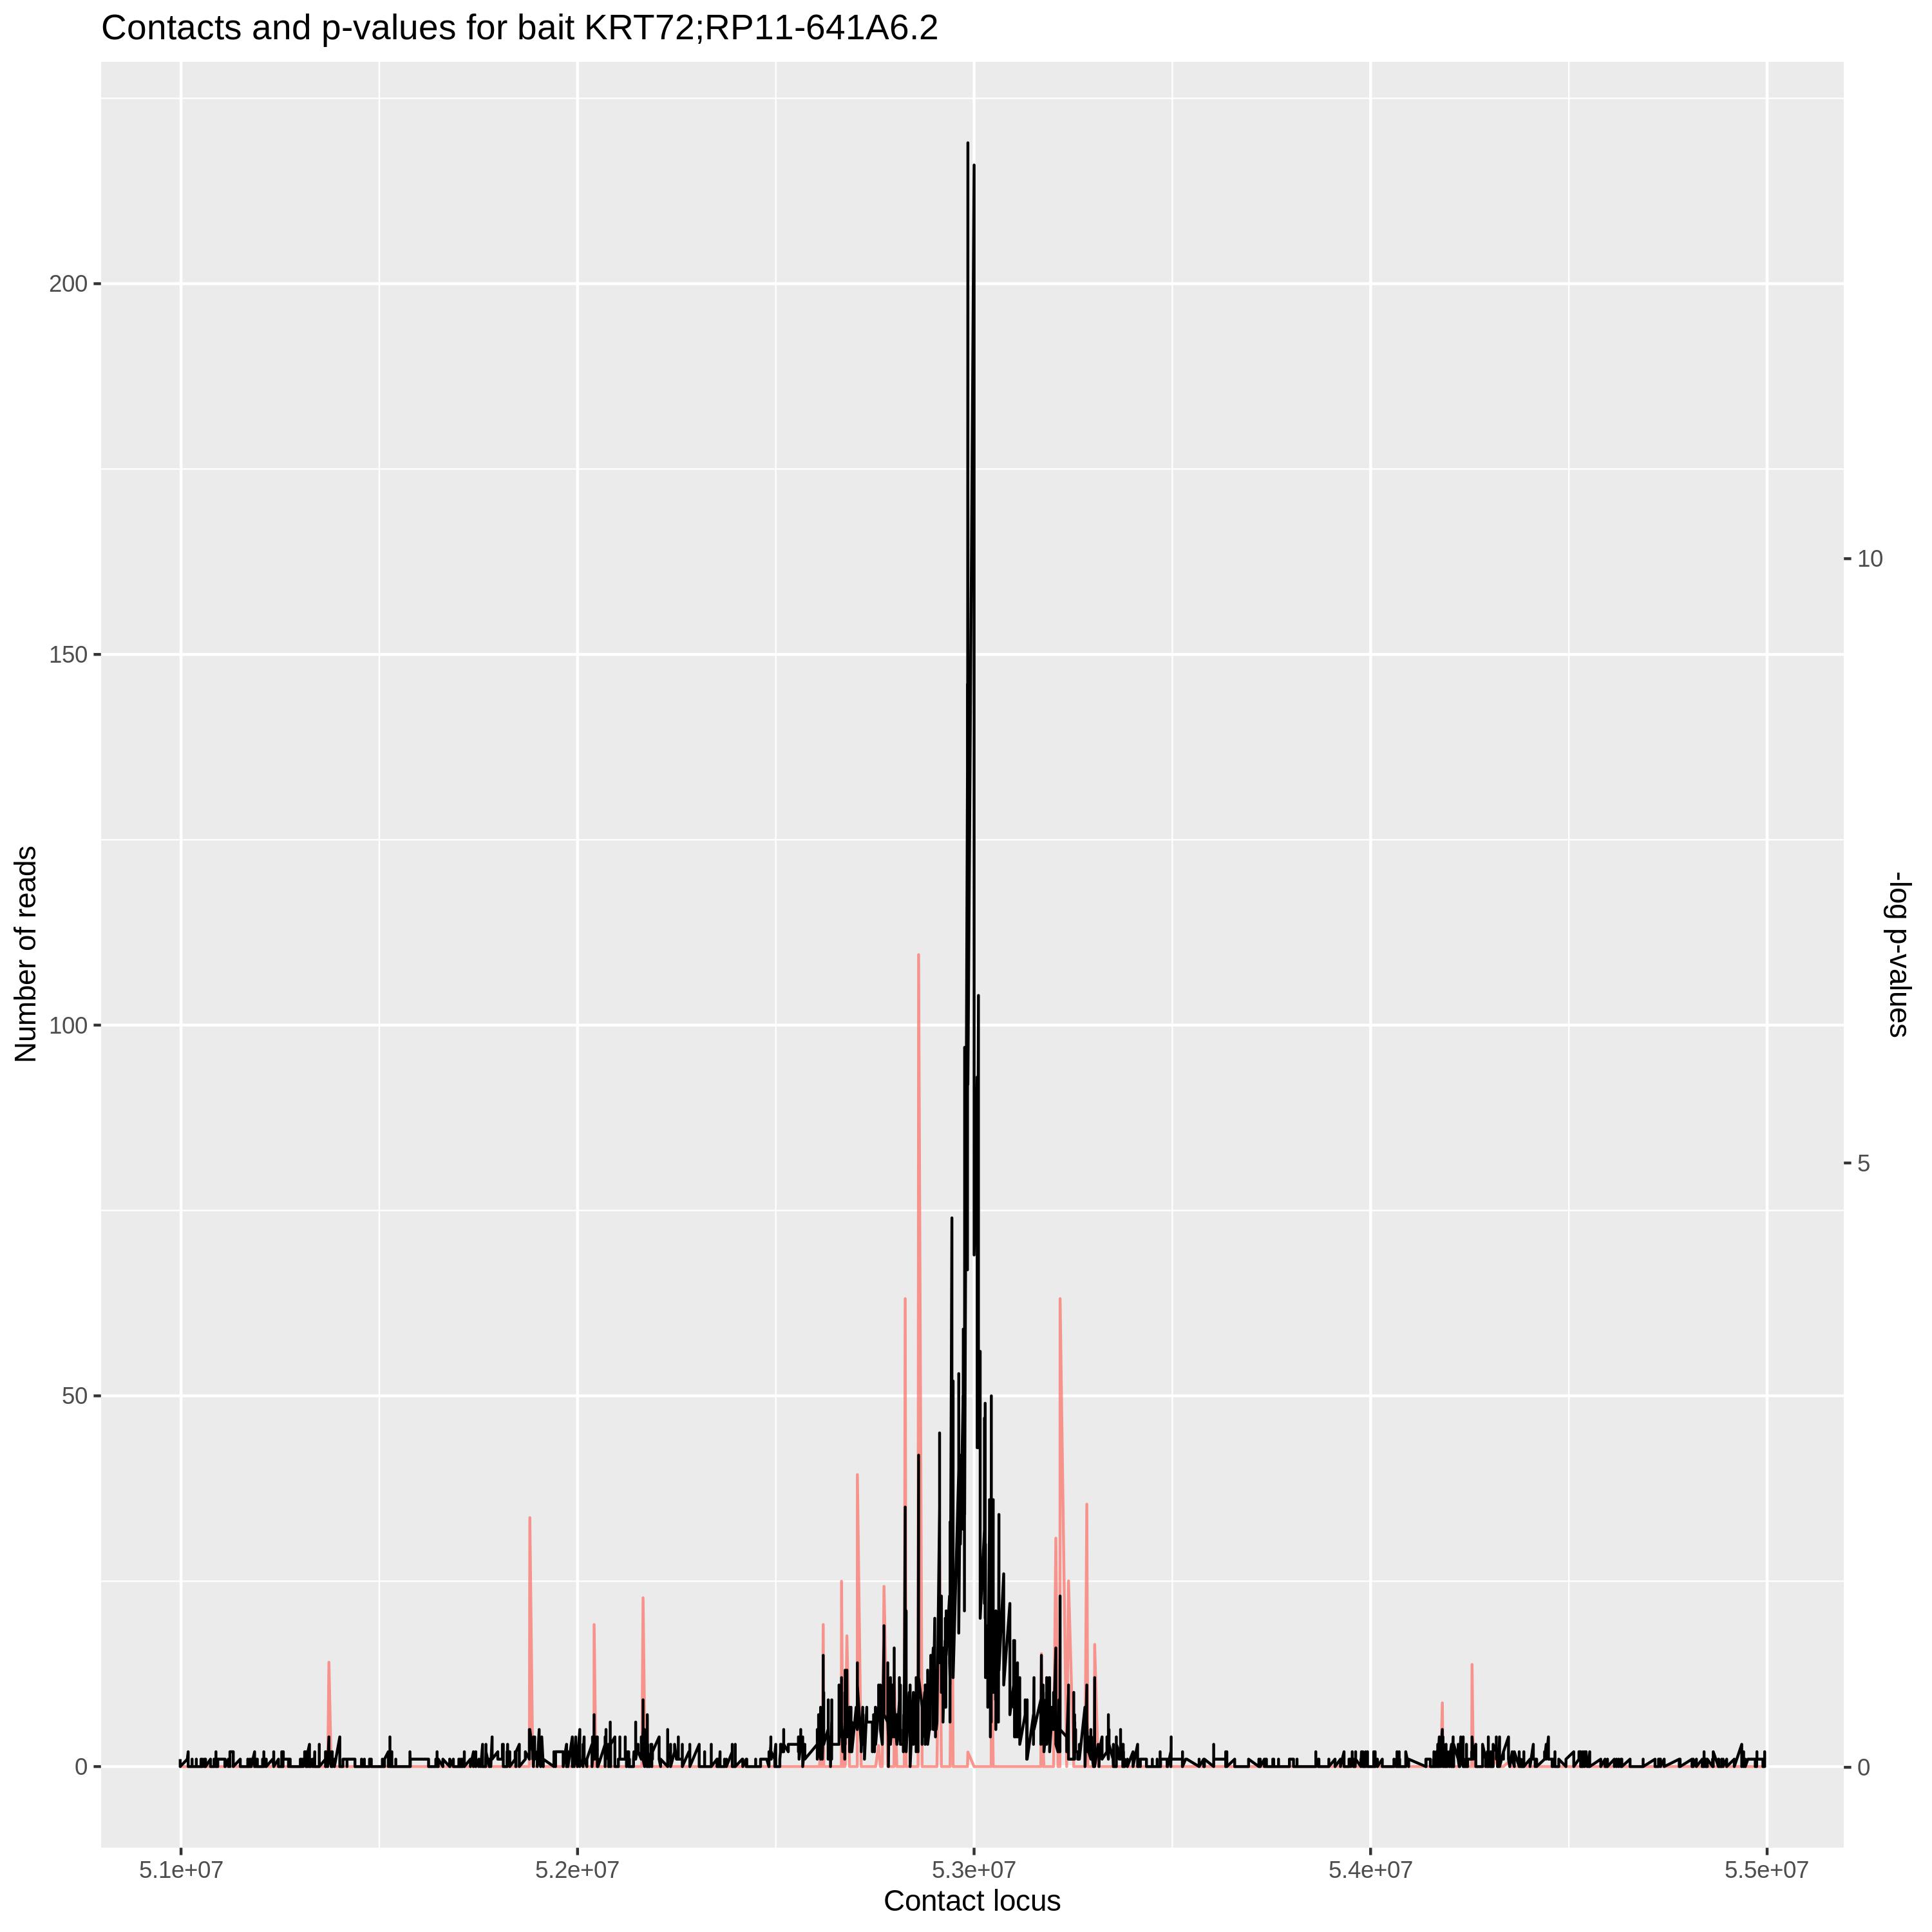 Contacts and p-values for bait KRT72;RP11-641A6.2
200
150
100
50
0
Number of reads
10
5
0
-log p-values
5.1e+07
5.2e+07
5.3e+07
5.4e+07
5.5e+07
Contact locus